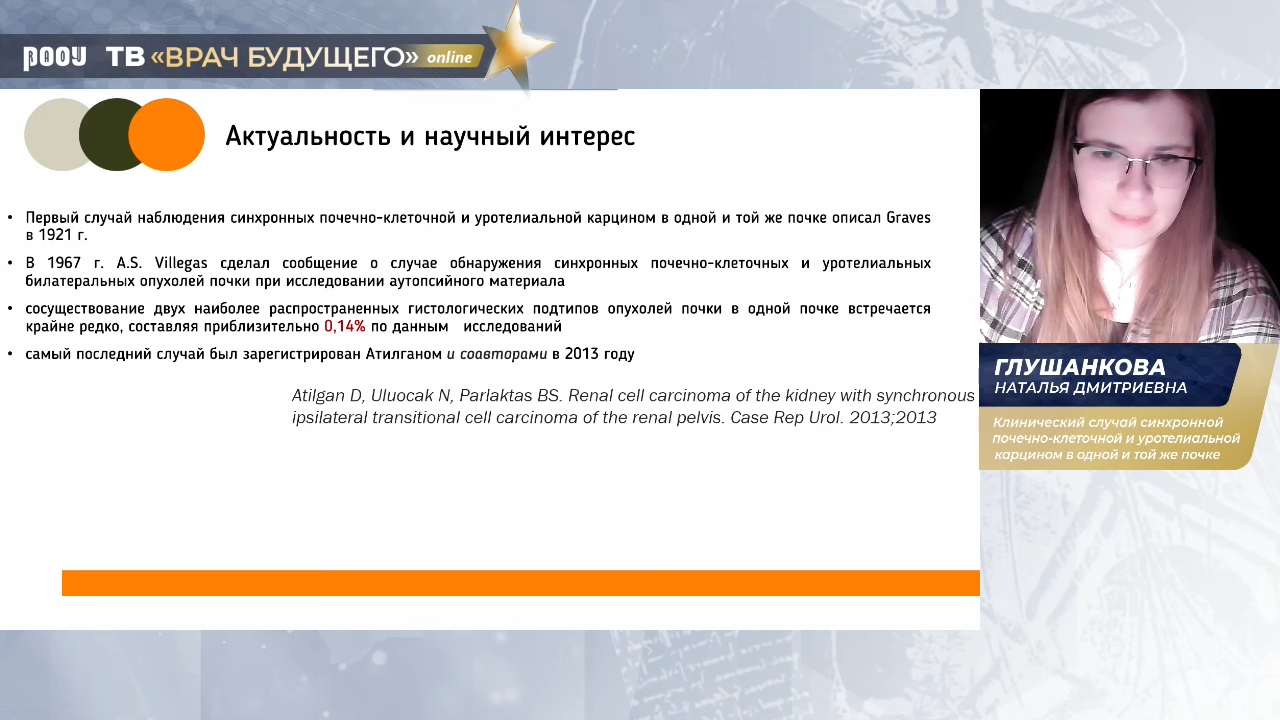 РООУ ТВ «ВРАЧ БУДУЩЕГО» online
Актуальность и научный интерес
• Первый случай наблюдения синхронных почечно-клеточной и уротелиальной карцином в одной и той же почке описал Graves
в 1921 г.
• В 1967 г. A.S. Villegas сделал сообщение о случае обнаружения синхронных почечно-клеточных и уротелиальных
билатеральных опухолей почки при исследовании аутопсийного материала
• сосуществование двух наиболее распространенных гистологических подтипов опухолей почки в одной почке встречается
крайне редко, составляя приблизительно 0,14% по данным исследований
• самый последний случай был зарегистрирован Атилганом и соавторами в 2013 году
Atilgan D, Uluocak N, Parlaktas BS. Renal cell carcinoma of the kidney with synchronous
ipsilateral transitional cell carcinoma of the renal pelvis. Case Rep Urol. 2013;2013
ГЛУШАНКОВА
НАТАЛЬЯ ДМИТРИЕВНА
Клинический случай синхронной
почечно-клеточной и уротелиальной
карцином в одной и той же почке